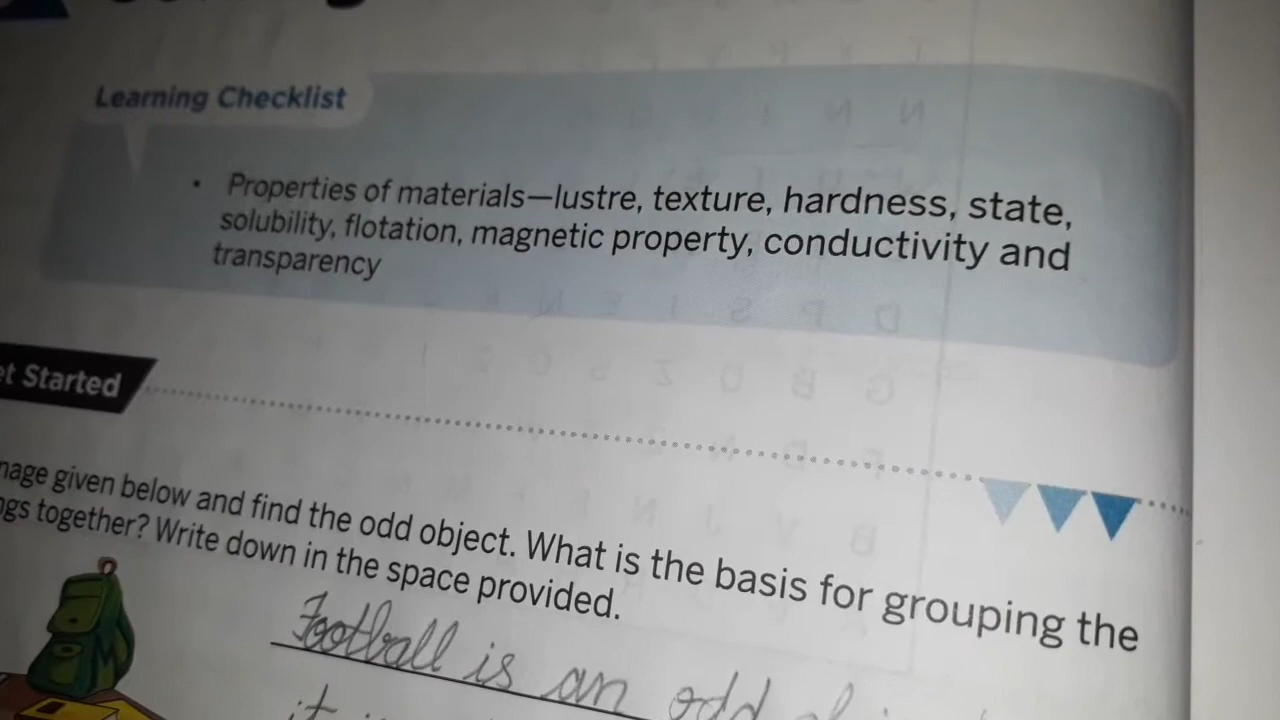 Learning Checklist
• Properties of materials—lustre, texture, hardness, state,
solubility, flotation, magnetic property, conductivity and
transparency
Started
given below and find the odd object. What is the basis for grouping the
together? Write down in the space provided.
Football is an odd
it